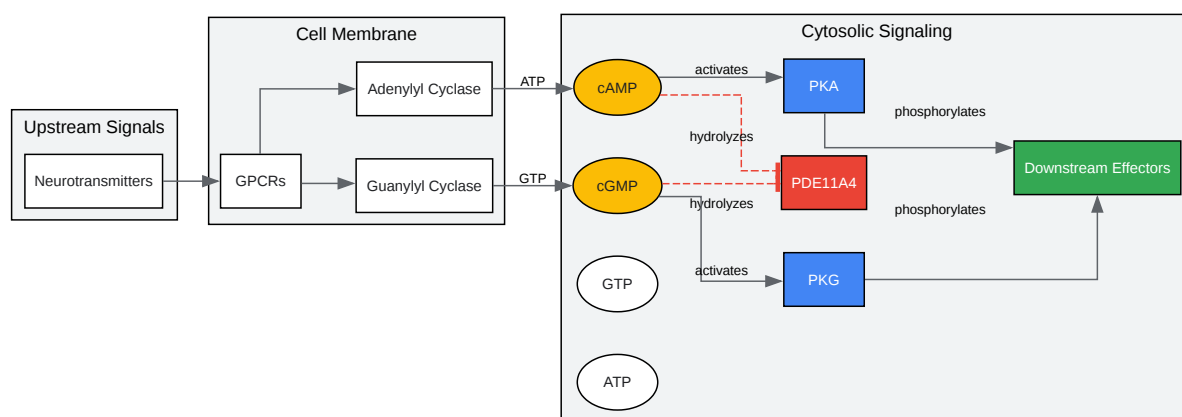 Upstream Signals
Neurotransmitters
Cell Membrane
Adenylyl Cyclase
GPCRs
Guanylyl Cyclase
ATP
GTP
Cytosolic Signaling
cAMP
activates
PKA
phosphorylates
hydrolyzes
cGMP
PDE11A4
Downstream Effectors
hydrolyzes
phosphorylates
GTP
activates
PKG
ATP